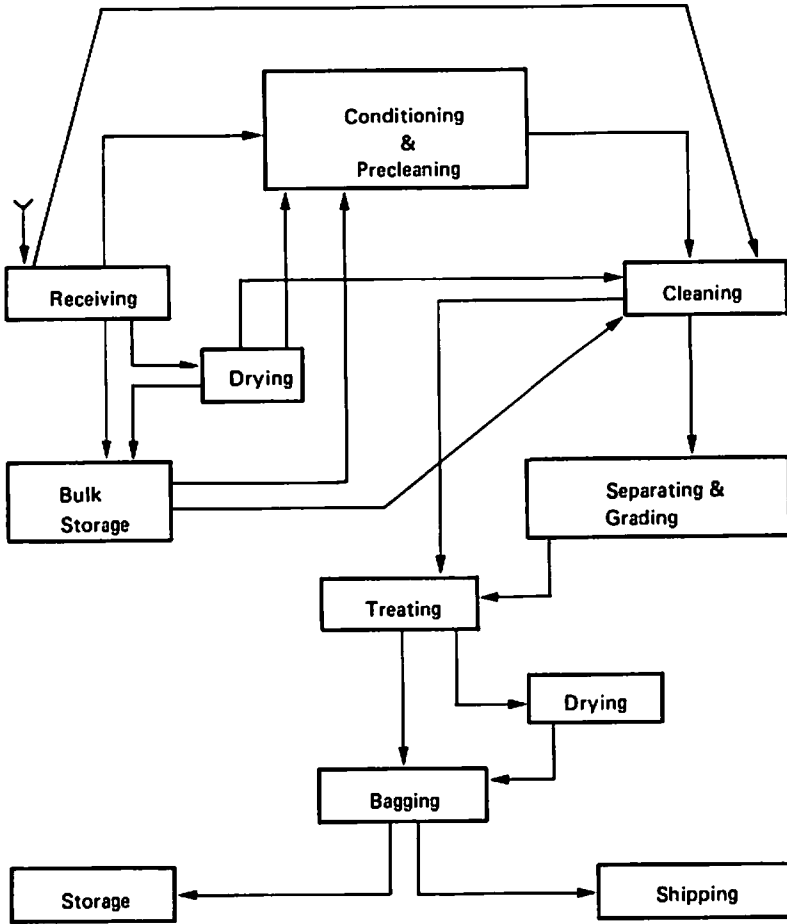 Conditioning
&
Precleaning
Receiving
Cleaning
Drying
Bulk
Storage
Separating &
Grading
Treating
Drying
Bagging
Storage
Shipping